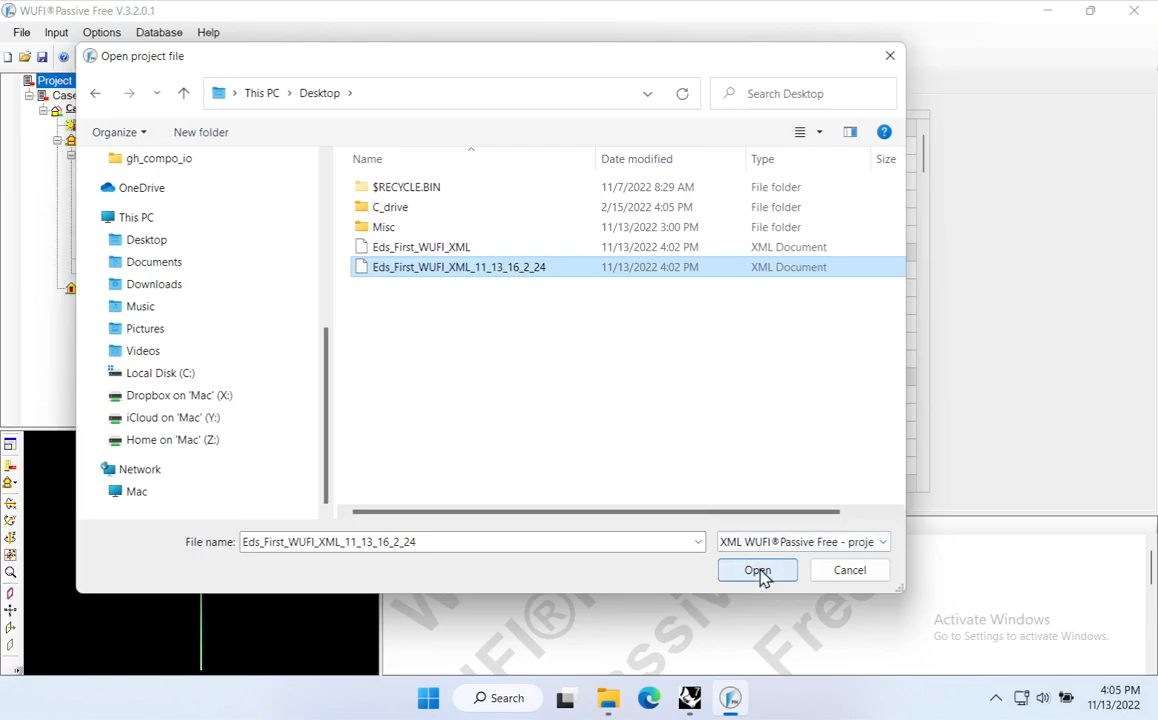 WUFI®Passive Free V.3.2.0.1
File Input Options Database Help
Open project file
This PC > Desktop >
Search Desktop
Organize New folder
Project
Case
Ca
gh_compo_io
OneDrive
This PC
Desktop
Documents
Downloads
Music
Pictures
Videos
Local Disk (C:)
Dropbox on 'Mac' (X:)
iCloud on 'Mac' (Y:)
Home on 'Mac' (Z:)
Network
Mac
Name Date modified Type Size
$RECYCLE.BIN 11/7/2022 8:29 AM File folder
C_drive 2/15/2022 4:05 PM File folder
Misc 11/13/2022 3:00 PM File folder
Eds_First_WUFI_XML 11/13/2022 4:02 PM XML Document
Eds_First_WUFI_XML_11_13_16_2_24 11/13/2022 4:02 PM XML Document
File name: Eds_First_WUFI_XML_11_13_16_2_24 XML WUFI®Passive Free - proje
Open Cancel
Activate Windows
Go to Settings to activate Windows.
Search
4:05 PM
11/13/2022